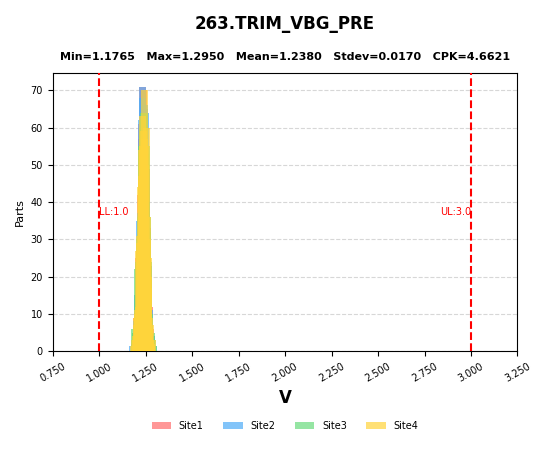 263.TRIM_VBG_PRE
Min=1.1765 Max=1.2950 Mean=1.2380 Stdev=0.0170 CPK=4.6621
70
60
50
40
30
20
10
0
Parts
LL:1.0
UL:3.0
0.750 1.000 1.250 1.500 1.750 2.000 2.250 2.500 2.750 3.000 3.250
V
Site1 Site2 Site3 Site4